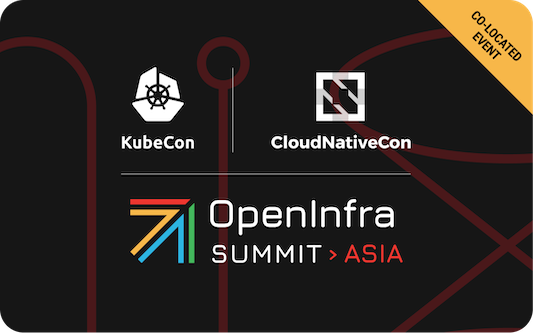 CO-LOCATED
EVENT
KubeCon
CloudNativeCon
OpenInfra
SUMMIT > ASIA